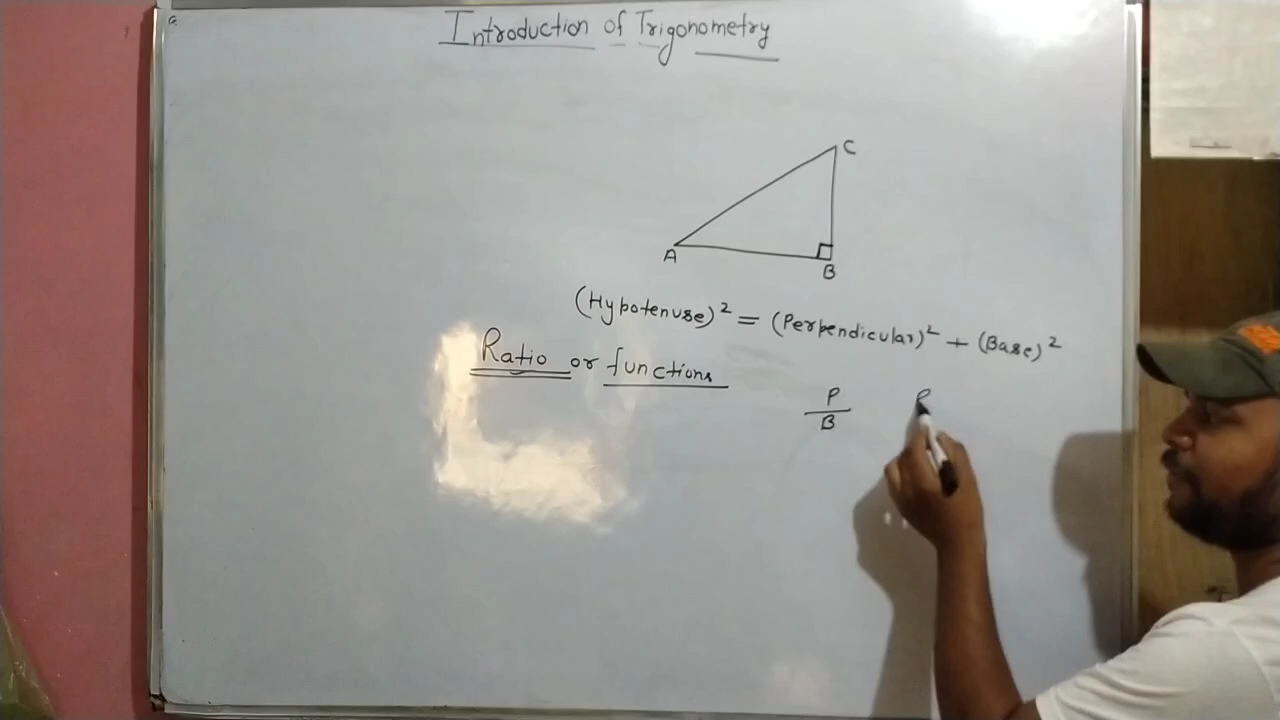 Introduction of Trigonometry
C
A
B
(Hypotenuse)² = (Perpendicular)² + (Base)²
Ratio or functions
P
B
P